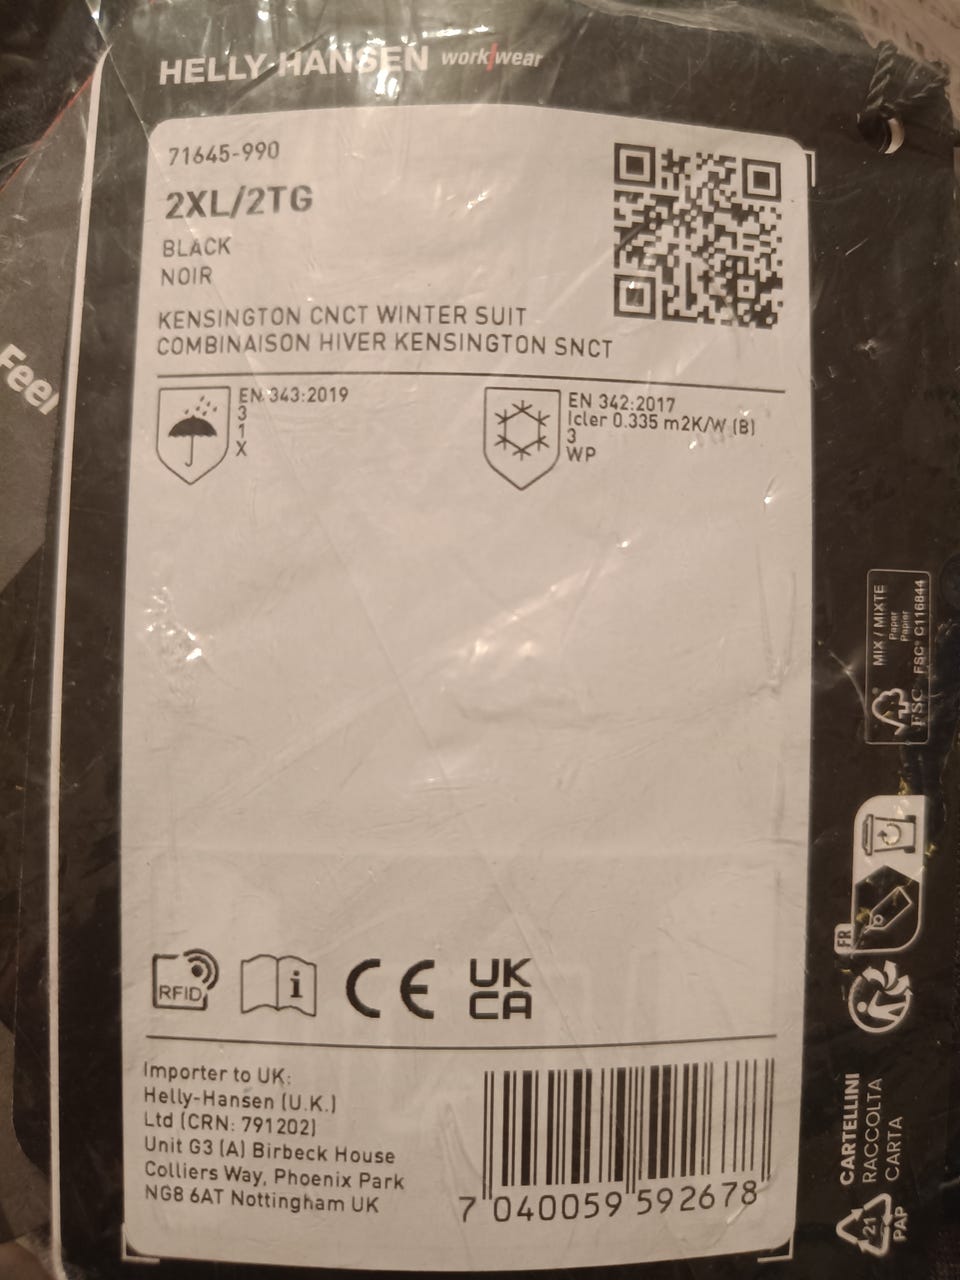 HELLY HANSEN work/wear
71645-990
2XL/2TG
BLACK
NOIR
KENSINGTON CNCT WINTER SUIT
COMBINAISON HIVER KENSINGTON SNCT
EN 343:2019
3
1
X
EN 342:2017
Icler 0.335 m2K/W (B)
3
WP
Feel
MIX / MIXTE
Paper
Papier
FSC® C116844
FSC
FR
RFID
i
CE
UK
CA
Importer to UK:
Helly-Hansen (U.K.)
Ltd (CRN: 791202)
Unit G3 (A) Birbeck House
Colliers Way, Phoenix Park
NG8 6AT Nottingham UK
7 040059 592678
CARTELLINI
RACCOLTA
CARTA
21
PAP